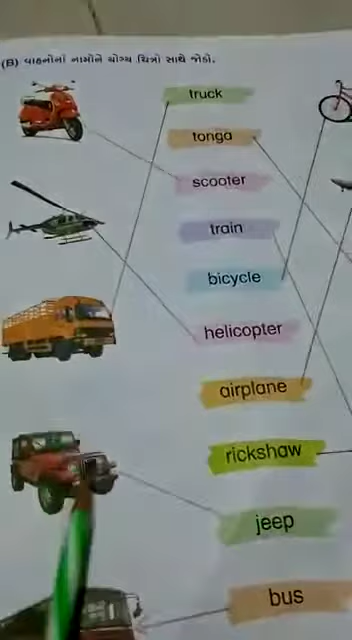 (B) વાહનોનાં નામોને યોગ્ય ચિત્રો સાથે જોડો.
truck
tonga
scooter
train
bicycle
helicopter
airplane
rickshaw
jeep
bus